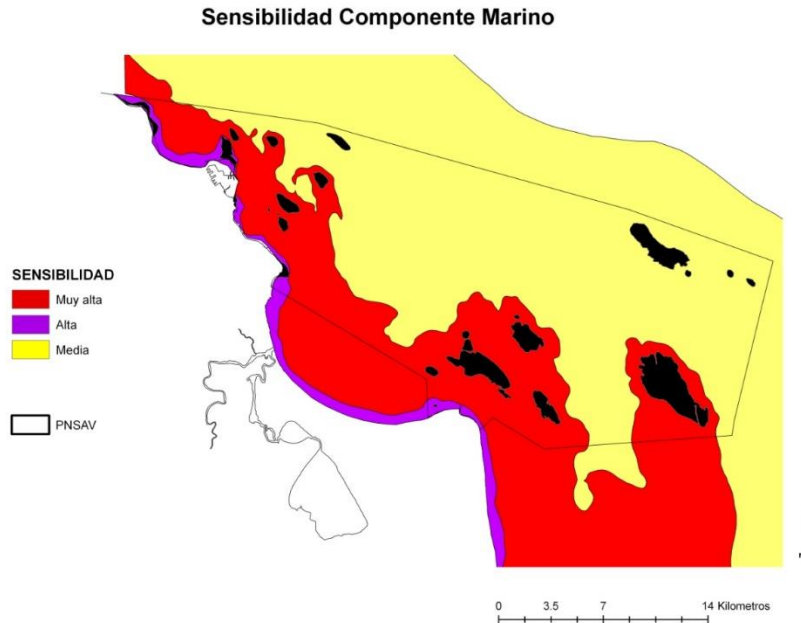 Sensibilidad Componente Marino
SENSIBILIDAD
Muy alta
Alta
Media
PNSAV
0 3.5 7 14 Kilometros